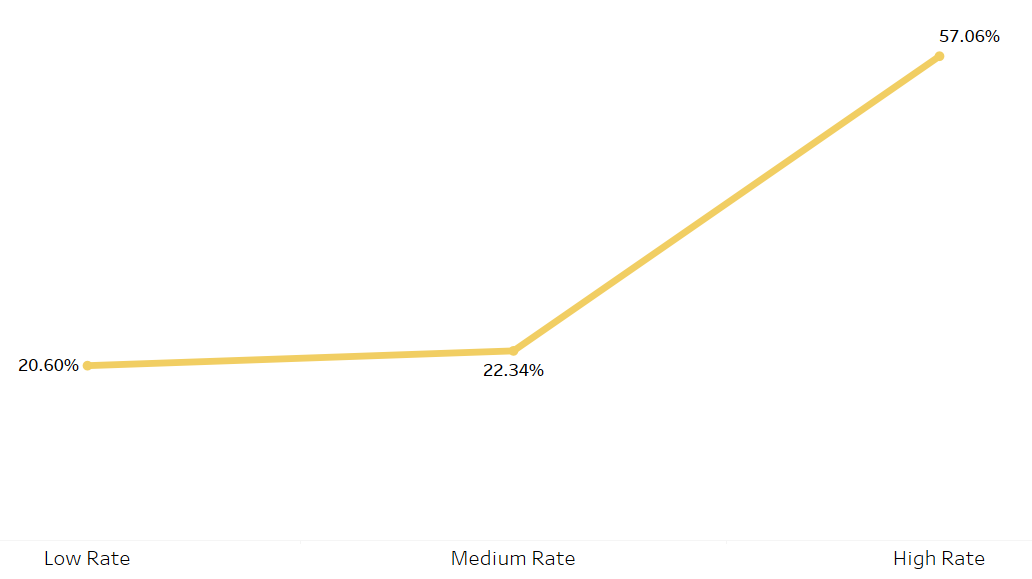 57.06%
20.60%
22.34%
Low Rate
Medium Rate
High Rate